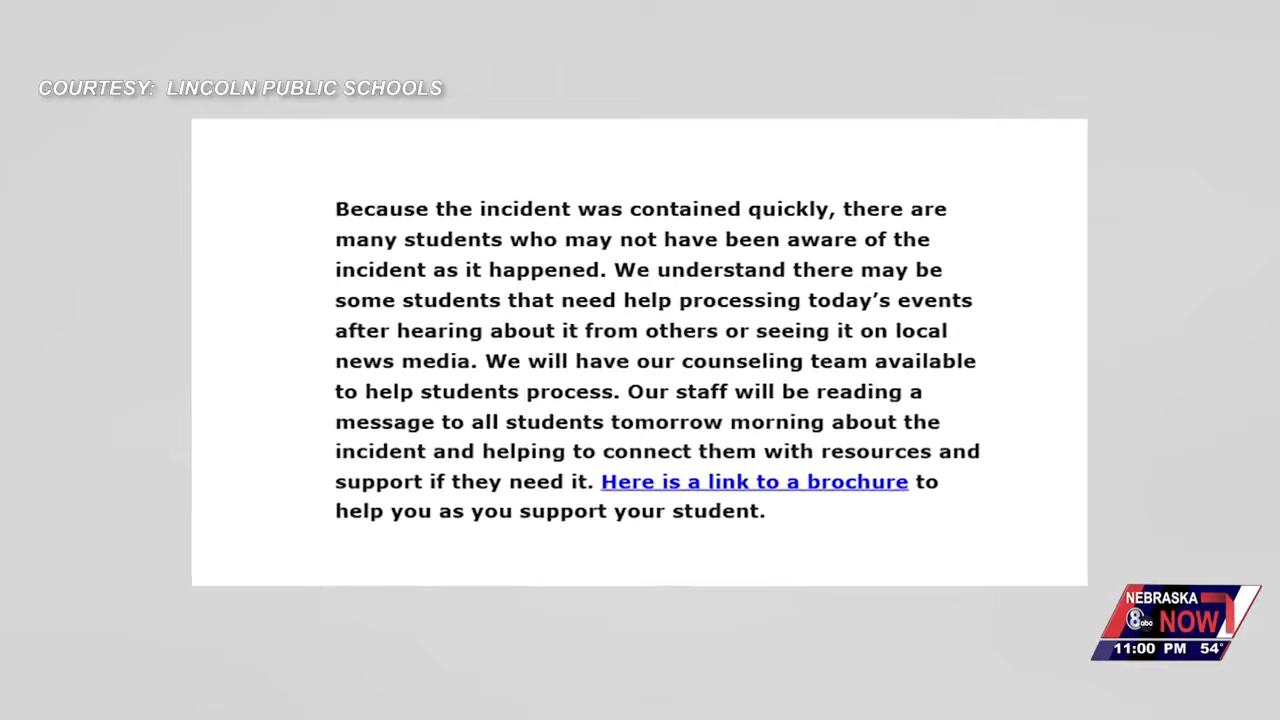 COURTESY: LINCOLN PUBLIC SCHOOLS
Because the incident was contained quickly, there are
many students who may not have been aware of the
incident as it happened. We understand there may be
some students that need help processing today’s events
after hearing about it from others or seeing it on local
news media. We will have our counseling team available
to help students process. Our staff will be reading a
message to all students tomorrow morning about the
incident and helping to connect them with resources and
support if they need it. Here is a link to a brochure to
help you as you support your student.
NEBRASKA
8 abc NOW
11:00 PM 54°